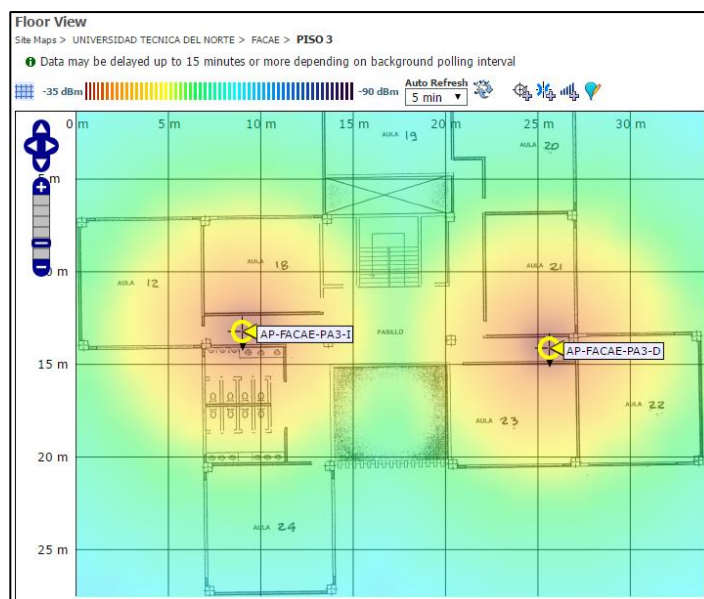 Floor View
Site Maps > UNIVERSIDAD TECNICA DEL NORTE > FACAE > PISO 3
Data may be delayed up to 15 minutes or more depending on background polling interval
-35 dBm -90 dBm Auto Refresh
5 min
0 m 5 m 10 m 15 m 20 m 25 m 30 m
AULA 19
AULA 20
5 m
AULA 18
AULA 21
AULA 12
10 m
AP-FACAE-PA3-I
PASILLO
AP-FACAE-PA3-D
15 m
AULA 23
AULA 22
20 m
AULA 24
25 m